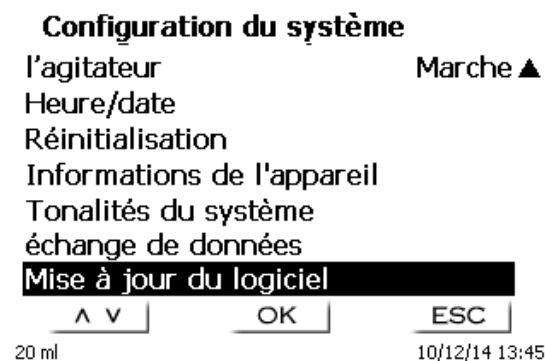 Configuration du système
l'agitateur Marche ▲
Heure/date
Réinitialisation
Informations de l'appareil
Tonalités du système
échange de données
Mise à jour du logiciel
∧ ∨ OK ESC
20 ml 10/12/14 13:45